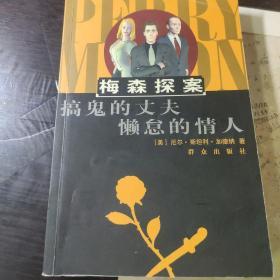 PERRY
MASON
梅森探案
搞鬼的丈夫
懒怠的情人
[美] 厄尔·斯坦利·加德纳 著
群众出版社